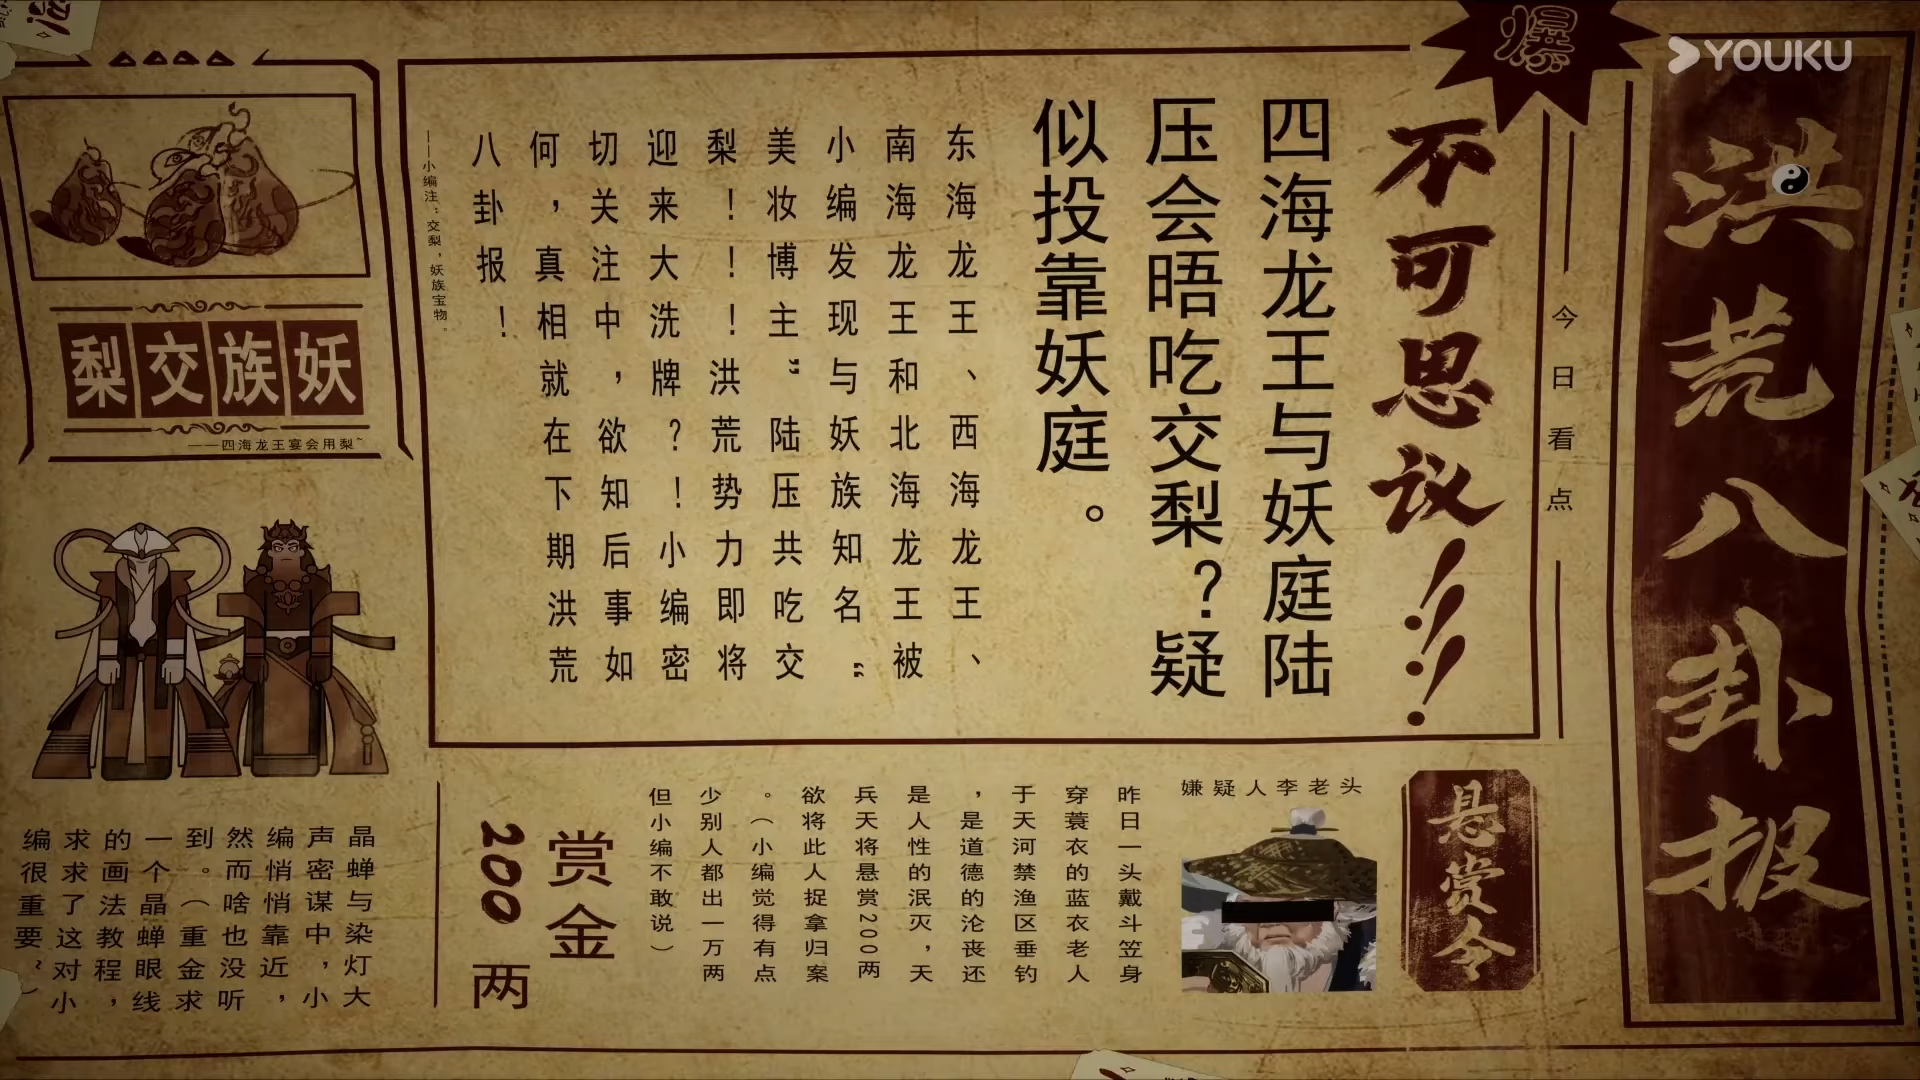 YOUKU
洪荒八卦报
爆
今日看点
不可思议!!!
四海龙王与妖庭陆
压会晤吃交梨?疑
似投靠妖庭。
东海龙王、西海龙王、
南海龙王和北海龙王被
小编发现与妖族知名“
美妆博主”陆压共吃交
梨!!!洪荒势力即将
迎来大洗牌?!小编密
切关注中,欲知后事如
何,真相就在下期洪荒
八卦报!
——小编注:交梨,妖族宝物。
妖族交梨
——四海龙王宴会用梨~
悬赏令
嫌疑人李老头
昨日一头戴斗笠身
穿蓑衣的蓝衣老人
于天河禁渔区垂钓
,是道德的沦丧还
是人性的泯灭,天
兵天将悬赏200两
欲将此人捉拿归案
。(小编觉得有点
少别人都出一万两
但小编不敢说)
赏金
200两
晶蝉与染灯大
声密谋中,小
编悄悄靠近,
然而啥也没听
到。(重金求
一个晶蝉眼线
的画法教程,
求求了这对小
编很重要~)